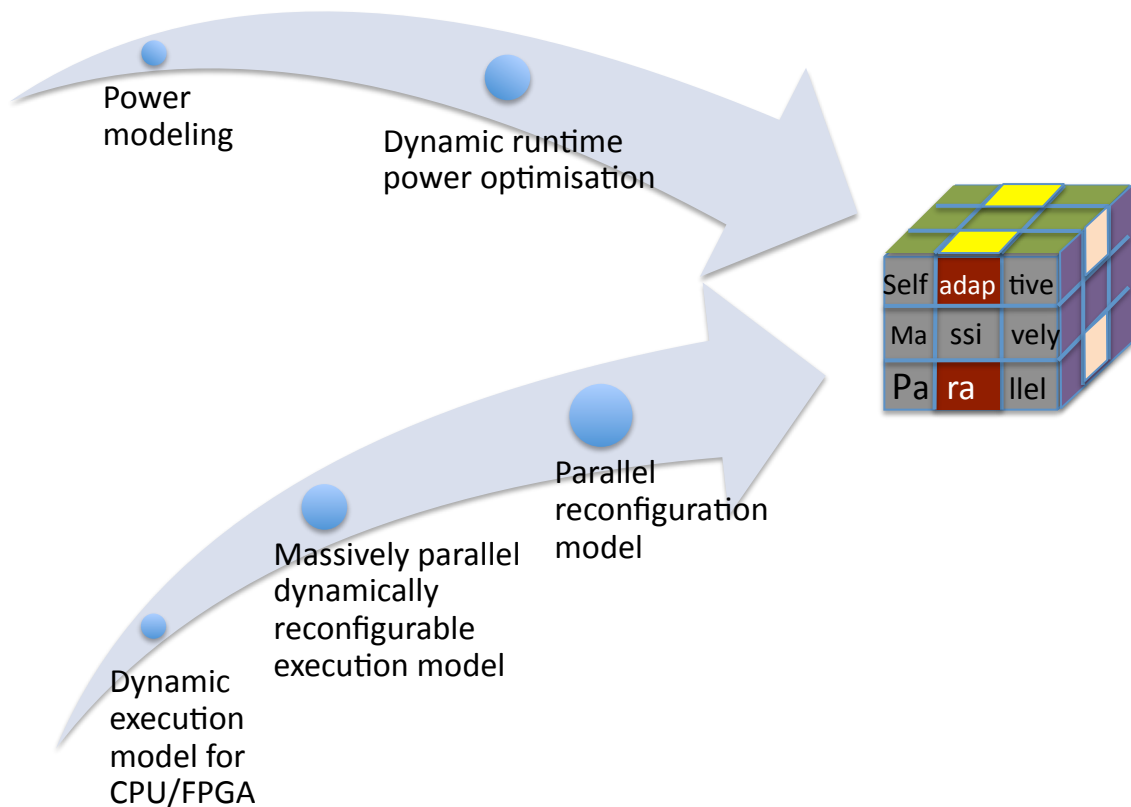 Power
modeling
Dynamic runtime
power optimisation
Self adap tive
Ma ssi vely
Pa ra llel
Parallel
reconfiguration
model
Massively parallel
dynamically
reconfigurable
execution model
Dynamic
execution
model for
CPU/FPGA